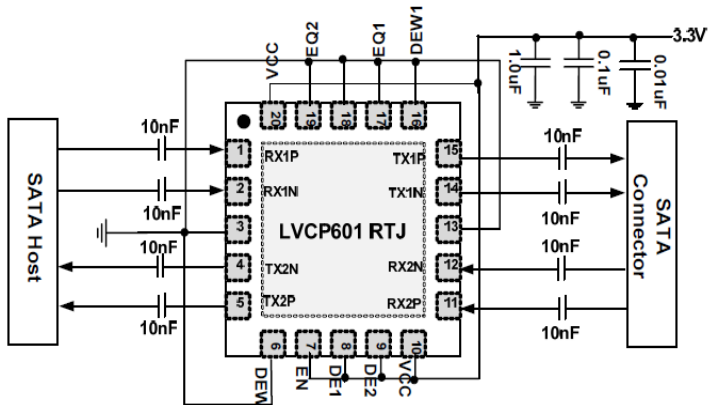 VCC
EQ2
EQ1
DEW1
3.3V
1.0uF
0.1uF
0.01uF
20
19
18
17
16
SATA Host
10nF
10nF
10nF
10nF
1
RX1P
2
RX1N
3
4
TX2N
5
TX2P
LVCP601 RTJ
TX1P
15
TX1N
14
13
RX2N
12
RX2P
11
10nF
10nF
10nF
10nF
SATA
Connector
6
7
8
9
10
DEW
EN
DE1
DE2
VCC